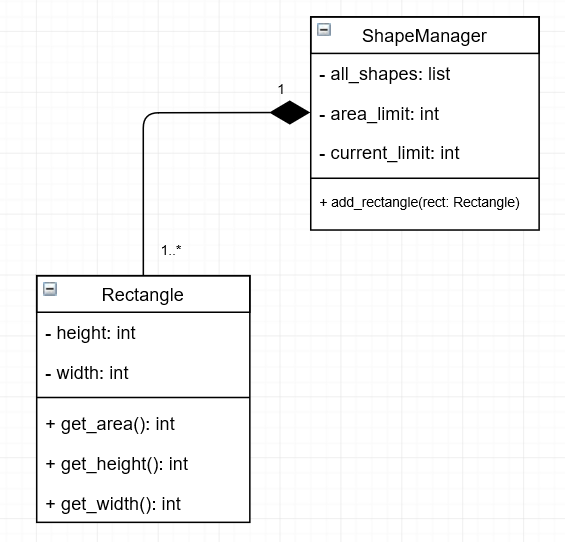 ShapeManager
- all_shapes: list
- area_limit: int
- current_limit: int
+ add_rectangle(rect: Rectangle)
1
1..*
Rectangle
- height: int
- width: int
+ get_area(): int
+ get_height(): int
+ get_width(): int